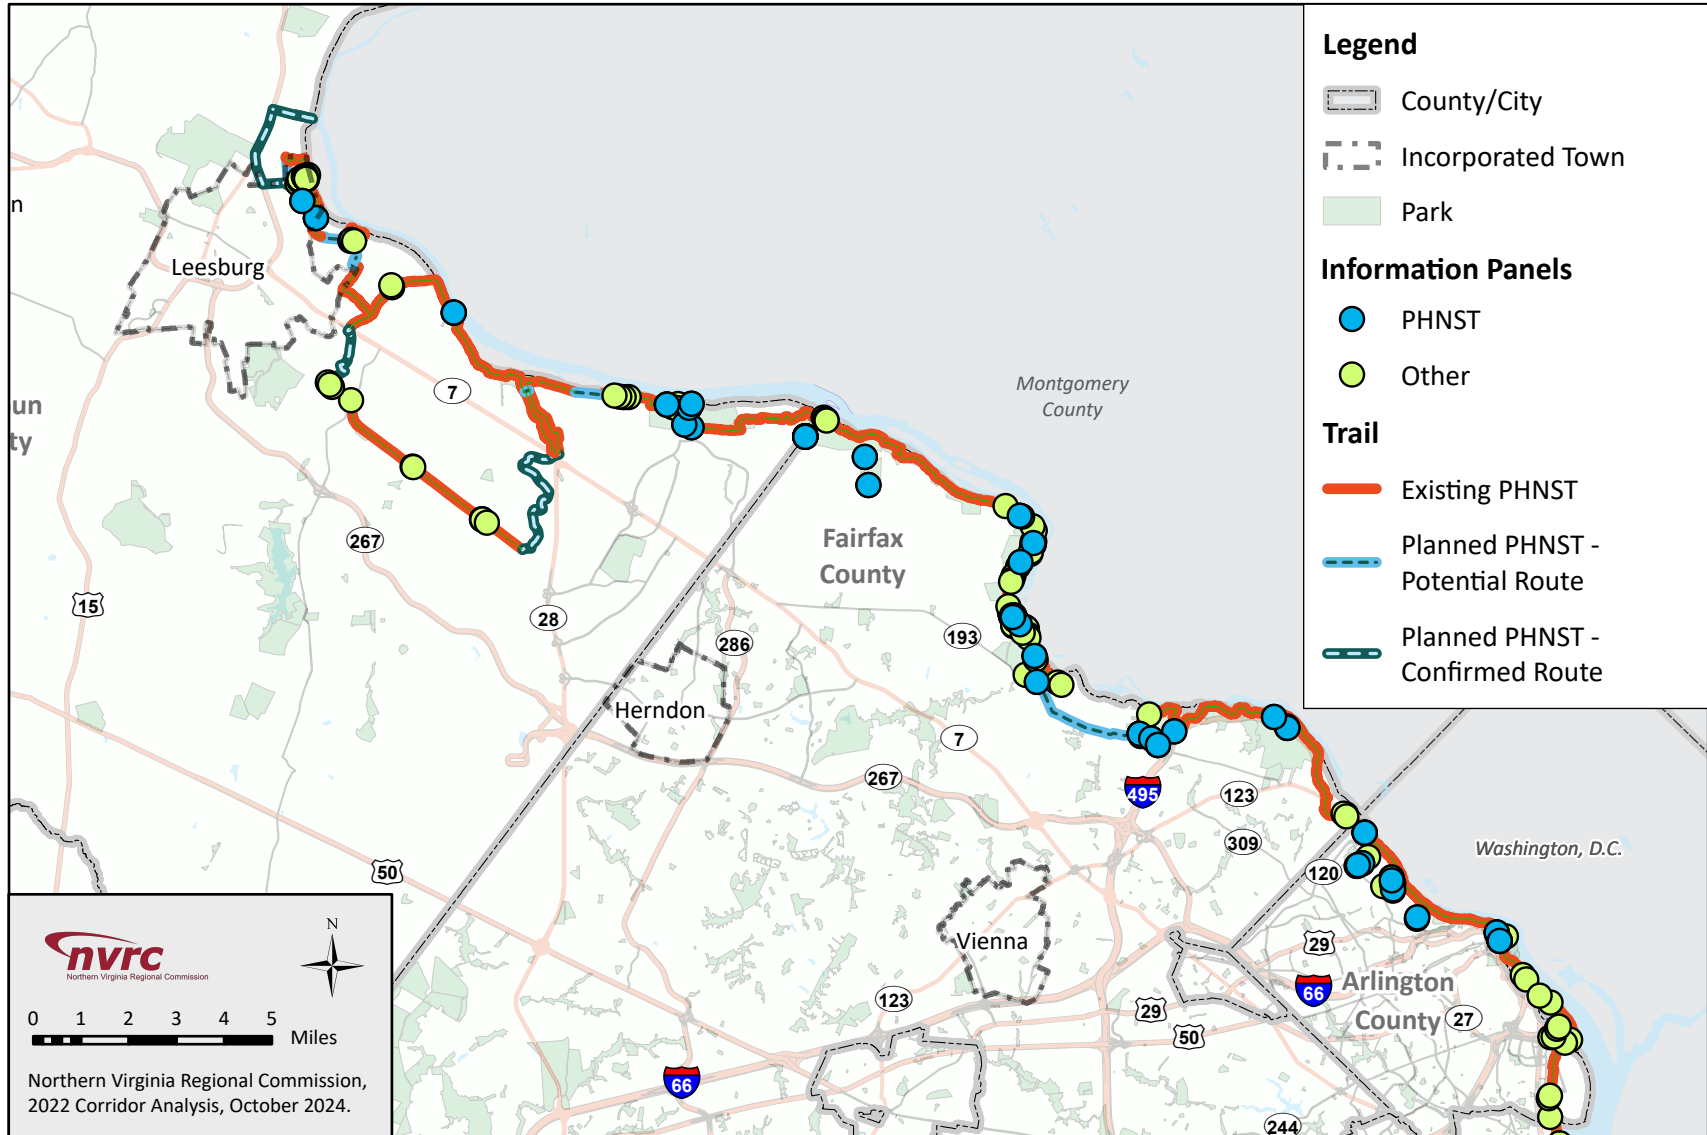 Legend
County/City
Incorporated Town
Park
Information Panels
PHNST
Other
Trail
Existing PHNST
Planned PHNST -
Potential Route
Planned PHNST -
Confirmed Route
n
un
ty
Leesburg
7
Montgomery
County
267
15
28
Fairfax
County
193
286
Herndon
7
267
495
123
309
Washington, D.C.
120
50
Vienna
29
66
Arlington
County
27
123
29
50
66
244
N
nvrc
Northern Virginia Regional Commission
0 1 2 3 4 5
Miles
Northern Virginia Regional Commission,
2022 Corridor Analysis, October 2024.